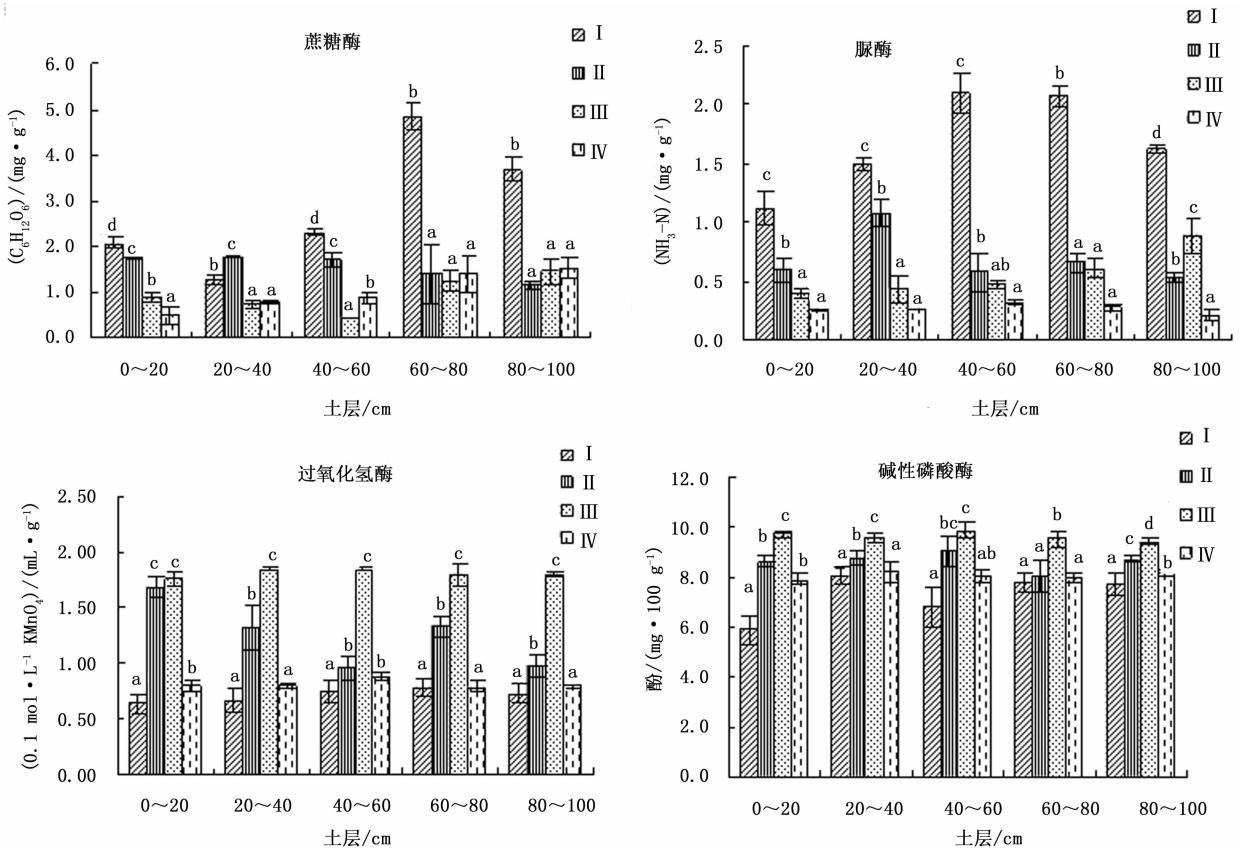 蔗糖酶
Ⅰ
Ⅱ
Ⅲ
Ⅳ
(C₆H₁₂O₆)/(mg·g⁻¹)
6.0
5.0
4.0
3.0
2.0
1.0
0.0
d c b a
b c a a
d c a b
b a a a
b a a a
0～20 20～40 40～60 60～80 80～100
土层/cm
脲酶
Ⅰ
Ⅱ
Ⅲ
Ⅳ
(NH₃-N)/(mg·g⁻¹)
2.5
2.0
1.5
1.0
0.5
0.0
c b a a
c b a a
c b ab a
b a a a
d b c a
0～20 20～40 40～60 60～80 80～100
土层/cm
过氧化氢酶
Ⅰ
Ⅱ
Ⅲ
Ⅳ
(0.1 mol·L⁻¹ KMnO₄)/(mL·g⁻¹)
2.50
2.00
1.50
1.00
0.50
0.00
a c c b
a b c a
a b c b
a b c a
a b c a
0～20 20～40 40～60 60～80 80～100
土层/cm
碱性磷酸酶
Ⅰ
Ⅱ
Ⅲ
Ⅳ
酚/(mg·100 g⁻¹)
12.0
10.0
8.0
6.0
4.0
2.0
0.0
a b c b
a b c a
a bc c ab
a a b a
a c d b
0～20 20～40 40～60 60～80 80～100
土层/cm